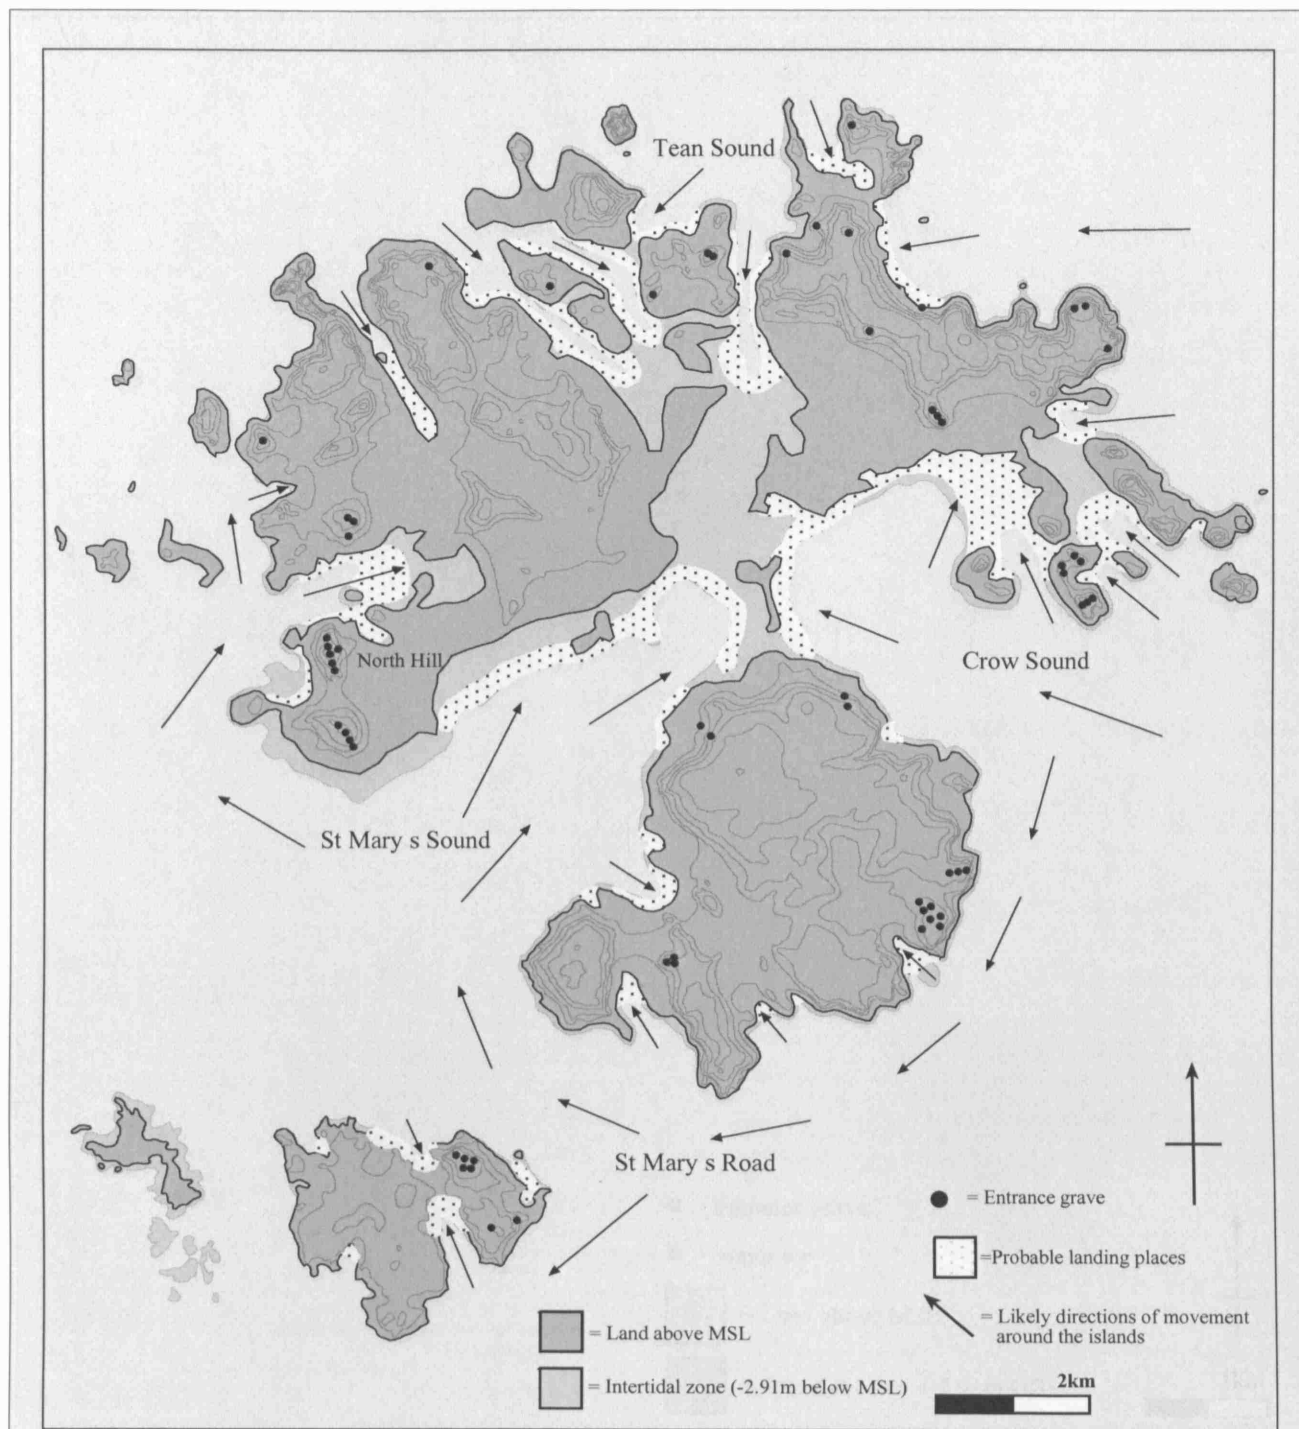 Tean Sound
North Hill
Crow Sound
St Mary s Sound
St Mary s Road
= Entrance grave
=Probable landing places
= Likely directions of movement
around the islands
= Land above MSL
= Intertidal zone (-2.91m below MSL)
2km